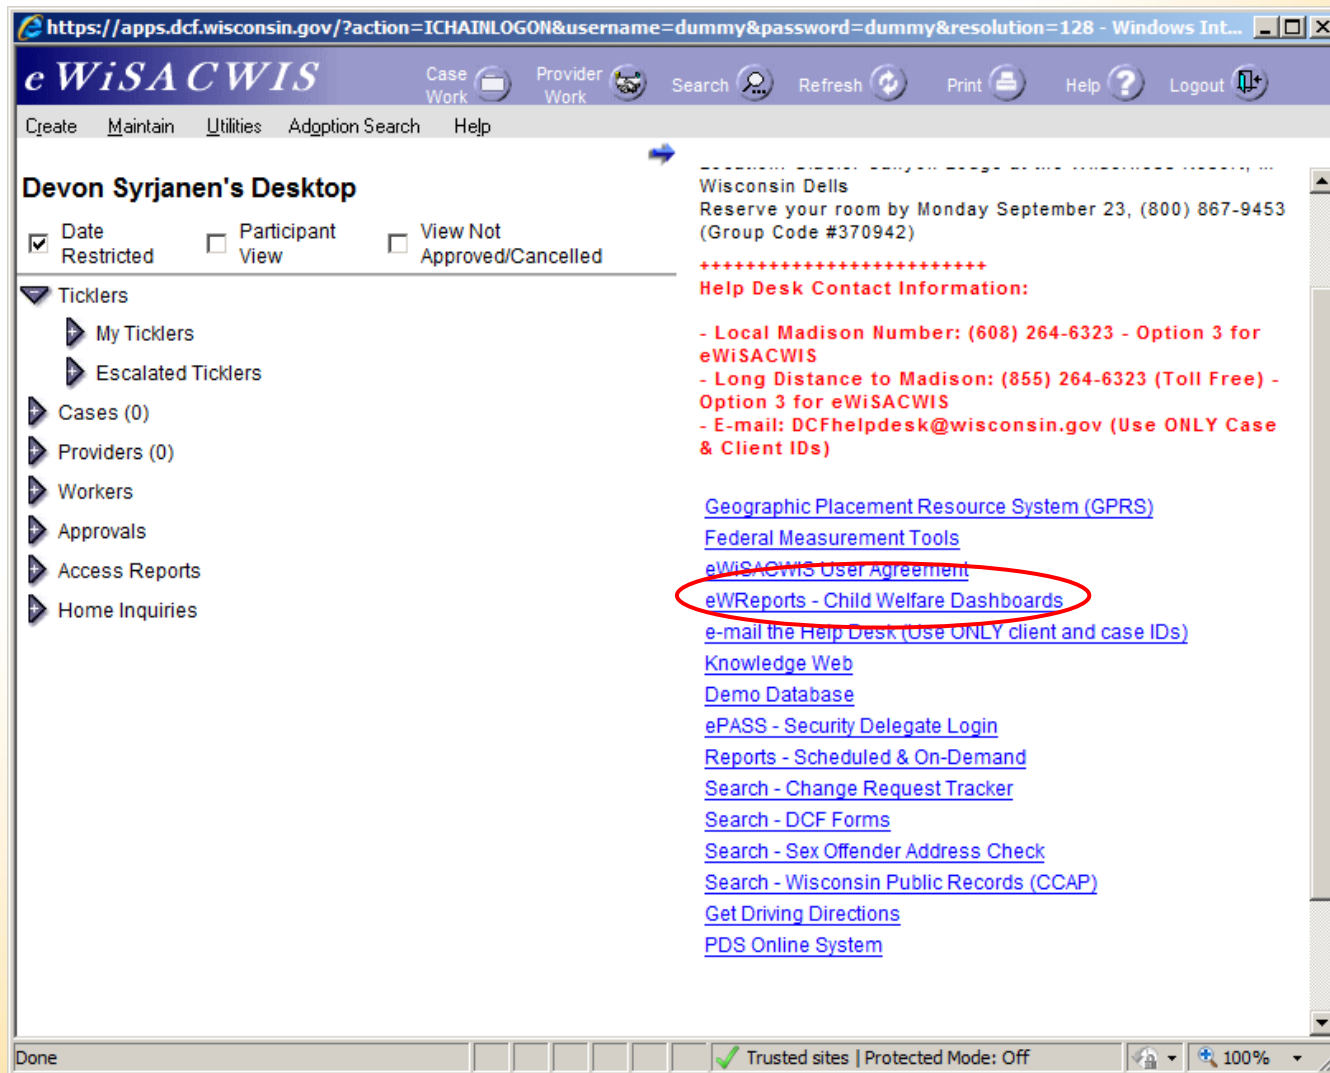 https://apps.dcf.wisconsin.gov/?action=ICHAINLOGON&username=dummy&password=dummy&resolution=128 - Windows Int...
eWiSACWIS
Case Work
Provider Work
Search
Refresh
Print
Help
Logout
Create Maintain Utilities Adoption Search Help
Devon Syrjanen's Desktop
Date Restricted
Participant View
View Not Approved/Cancelled
Ticklers
My Ticklers
Escalated Ticklers
Cases (0)
Providers (0)
Workers
Approvals
Access Reports
Home Inquiries
Wisconsin Dells
Reserve your room by Monday September 23, (800) 867-9453
(Group Code #370942)
+++++++++++++++++++++++++
Help Desk Contact Information:
- Local Madison Number: (608) 264-6323 - Option 3 for
eWiSACWIS
- Long Distance to Madison: (855) 264-6323 (Toll Free) -
Option 3 for eWiSACWIS
- E-mail: DCFhelpdesk@wisconsin.gov (Use ONLY Case
& Client IDs)
Geographic Placement Resource System (GPRS)
Federal Measurement Tools
eWiSACWIS User Agreement
eWReports - Child Welfare Dashboards
e-mail the Help Desk (Use ONLY client and case IDs)
Knowledge Web
Demo Database
ePASS - Security Delegate Login
Reports - Scheduled & On-Demand
Search - Change Request Tracker
Search - DCF Forms
Search - Sex Offender Address Check
Search - Wisconsin Public Records (CCAP)
Get Driving Directions
PDS Online System
Done
Trusted sites | Protected Mode: Off
100%